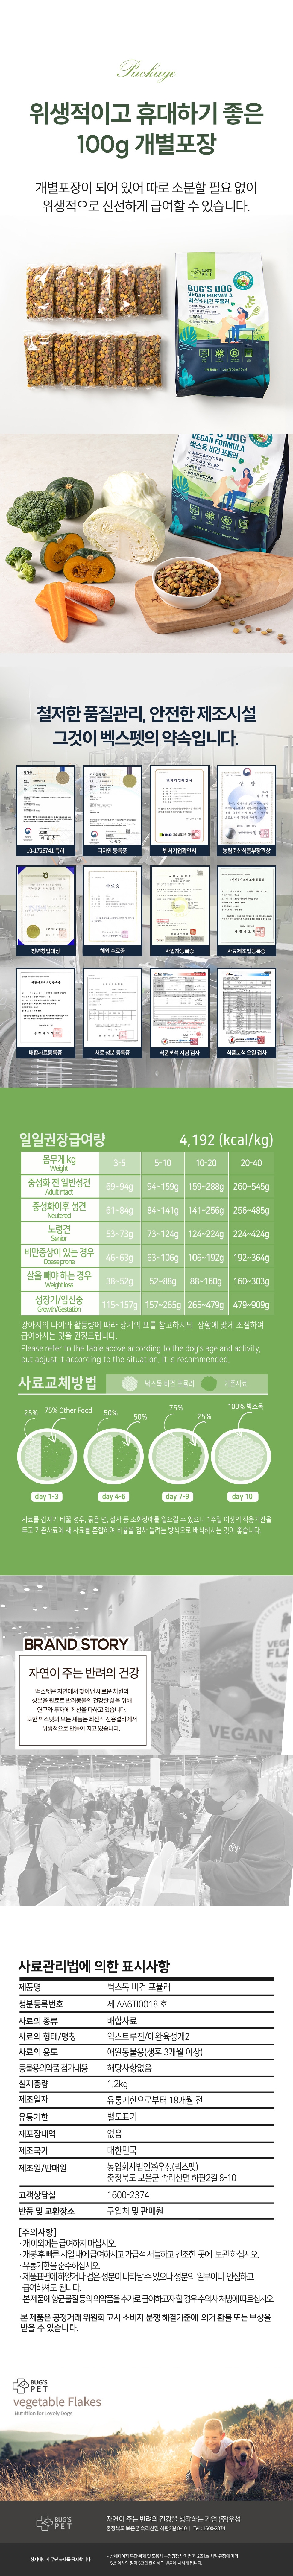 Package
위생적이고 휴대하기 좋은
100g 개별포장
개별포장이 되어 있어 따로 소분할 필요 없이
위생적으로 신선하게 급여할 수 있습니다.
BUG'S PET
BUG'S DOG
VEGAN FORMULA
벅스독 비건 포뮬러
VEGAN FORMULA
벅스독 비건 포뮬러
철저한 품질관리, 안전한 제조시설
그것이 벅스펫의 약속입니다.
10-1726741 특허
디자인 등록증
벤처기업확인서
농림축산식품부장관상
청년창업대상
해외 수료증
사업자등록증
사료제조업등록증
배합사료등록증
사료 성분 등록증
식품분석 시험 검사
식품분석 오일 검사
일일권장급여량 4,192 (kcal/kg)
몸무게 kg Weight 3-5 5-10 10-20 20-40
중성화 전 일반성견 Adult intact 69-94g 94-159g 159-288g 260-545g
중성화이후 성견 Neutered 61-84g 84-141g 141-256g 256-485g
노령견 Senior 53-73g 73-124g 124-224g 224-424g
비만증상이 있는 경우 Obese prone 46-63g 63-106g 106-192g 192-364g
살을 빼야 하는 경우 Weight loss 38-52g 52-89g 88-160g 160-303g
성장기/임신중 Growth/Gestation 115-157g 157-265g 265-479g 479-909g
강아지의 나이와 활동량에 따라 상기의 표를 참고하시되 상황에 맞게 조절하여
급여하시는 것을 권장드립니다.
Please refer to the table above according to the dog's age activity,
but adjust it according to the situation, it is recommended.
사료교체방법 벅스독 비건 포뮬러 기존사료
25% 75% Other Food 50% 50% 75% 25% 100% 벅스독
day 1-3 day 4-6 day 7-9 day 10
사료를 갑자기 바꿀 경우, 묽은 변, 설사 등 소화장애를 일으킬 수 있으니 1주일 이상의 적응기간을
두고 기존사료와 새 사료를 혼합하여 비율을 점차 늘리는 방식으로 배식하시는 것이 좋습니다.
BRAND STORY
자연이 주는 반려의 건강
벅스펫은 자연에서 찾아낸 새로운 차원의
성분을 원료로 반려동물의 건강한 삶을 위해
연구와 투자에 최선을 다하고 있습니다.
또한 벅스펫의 모든 제품은 최신식 전용설비에서
위생적으로 만들어 지고 있습니다.
VEGAN
사료관리법에 의한 표시사항
제품명 벅스독 비건 포뮬러
성분등록번호 제 AA6TI0018 호
사료의 종류 배합사료
사료의 형태/명칭 익스트루전/애완육성개2
사료의 용도 애완동물용(생후 3개월 이상)
동물용의약품 첨가내용 해당사항없음
실제중량 1.2kg
제조일자 유통기한으로부터 18개월 전
유통기한 별도표기
재포장내역 없음
제조국가 대한민국
제조원/판매원 농업회사법인㈜우성(벅스펫)
충청북도 보은군 속리산면 하판2길 8-10
고객상담실 1600-2374
반품 및 교환장소 구입처 및 판매원
[주의사항]
· 개 이외에는 급여하지 마십시오.
· 개봉 후 빠른 시일 내에 급여하시고 가급적 서늘하고 건조한 곳에 보관하십시오.
· 유통기한을 준수하십시오.
· 제품표면에 하얗거나 검은 성분이 나타날 수 있으나 성분의 일부이니 안심하고
급여하셔도 됩니다.
· 본 제품에 항균물질 등의 의약품을 추가로 급여하고자 할 경우 수의사 처방에 따르십시오.
본 제품은 공정거래 위원회 고시 소비자 분쟁 해결기준에 의거 환불 또는 보상을
받을 수 있습니다.
BUG'S PET
vegetable Flakes
Nutrition for Lovely Dogs
BUG'S PET
자연이 주는 반려의 건강을 생각하는 기업 (주)우성
충청북도 보은군 속리산면 하판2길 8-10 | Tel. 1600-2374
상세페이지 무단 복제를 금지합니다.